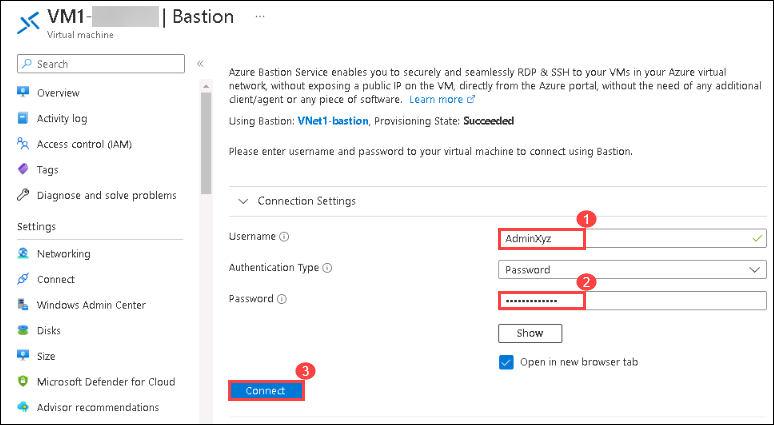 VM1- | Bastion ...
Virtual machine
Search
«
Overview
Activity log
Access control (IAM)
Tags
Diagnose and solve problems
Settings
Networking
Connect
Windows Admin Center
Disks
Size
Microsoft Defender for Cloud
Advisor recommendations
Azure Bastion Service enables you to securely and seamlessly RDP & SSH to your VMs in your Azure virtual
network, without exposing a public IP on the VM, directly from the Azure portal, without the need of any additional
client/agent or any piece of software. Learn more
Using Bastion: VNet1-bastion, Provisioning State: Succeeded
Please enter username and password to your virtual machine to connect using Bastion.
Connection Settings
1
Username
AdminXyz
Authentication Type
Password
2
Password
•••••••••••••
Show
Open in new browser tab
3
Connect